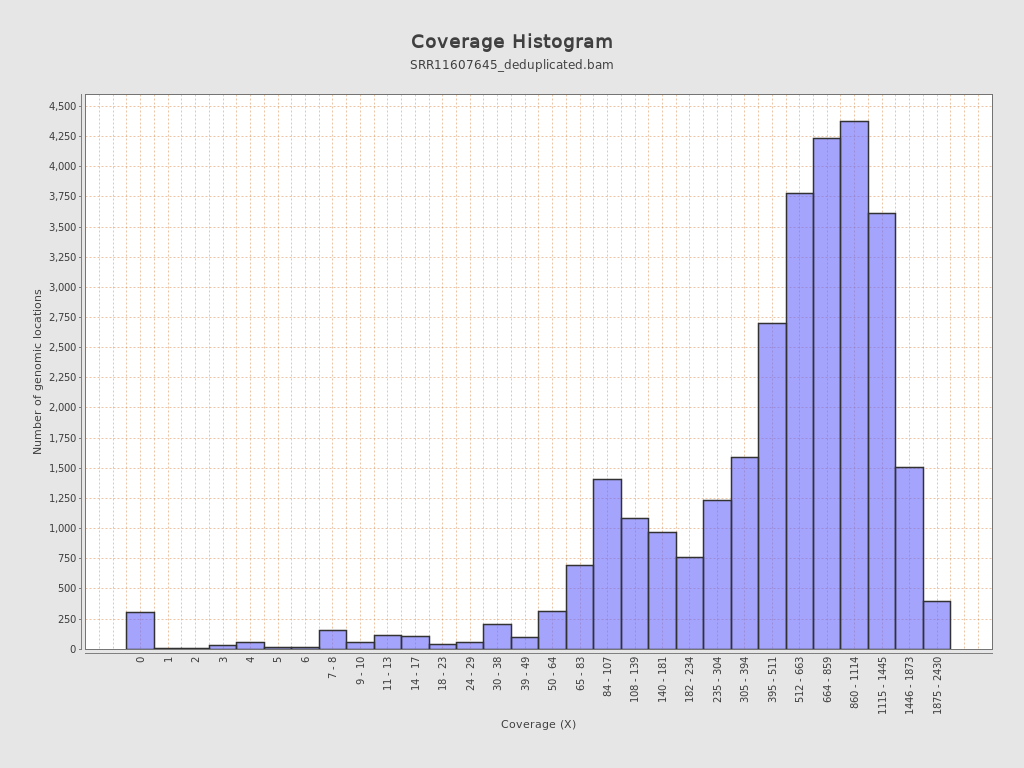 Coverage Histogram
SRR11607645_deduplicated.bam
Number of genomic locations
4,500
4,250
4,000
3,750
3,500
3,250
3,000
2,750
2,500
2,250
2,000
1,750
1,500
1,250
1,000
750
500
250
0
0
1
2
3
4
5
6
7 - 8
9 - 10
11 - 13
14 - 17
18 - 23
24 - 29
30 - 38
39 - 49
50 - 64
65 - 83
84 - 107
108 - 139
140 - 181
182 - 234
235 - 304
305 - 394
395 - 511
512 - 663
664 - 859
860 - 1114
1115 - 1445
1446 - 1873
1875 - 2430
Coverage (X)